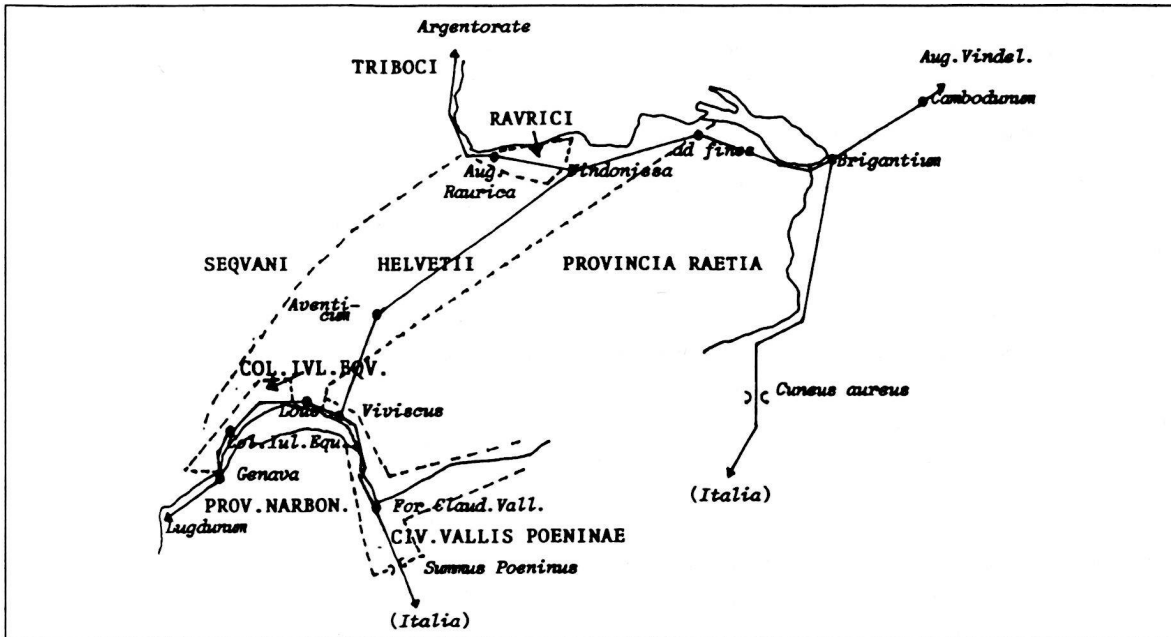 Argentorate
Aug.Vindel.
TRIBOCI
Cambodunum
RAVRICI
Ad fines
Brigantium
Aug.
Raurica
Vindonissa
SEQVANI
HELVETII
PROVINCIA RAETIA
Aventi-
cum
COL.IVL.EQV.
Cuneus aureus
Lous
Viviscus
Col.Iul.Equ.
Genava
(Italia)
PROV.NARBON.
For.Claud.Vall.
Lugdunum
CIV.VALLIS POENINAE
Summus Poeninus
(Italia)